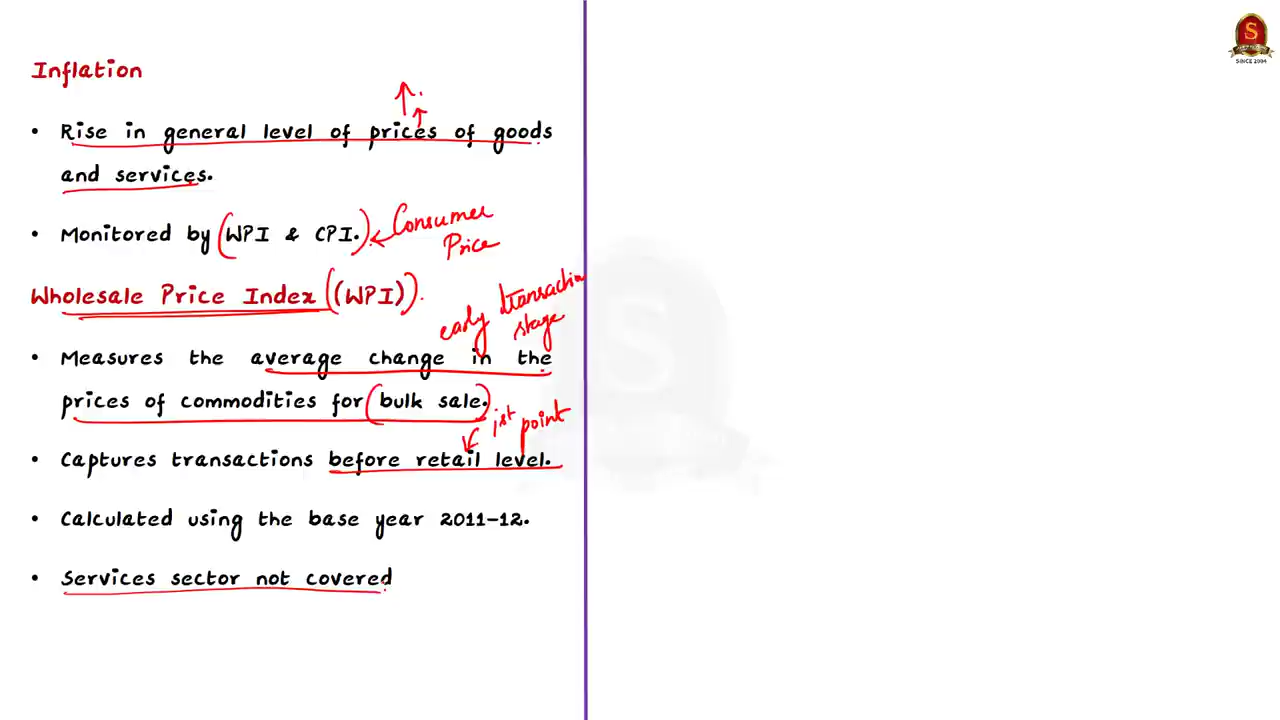 Inflation
• Rise in general level of prices of goods
and services.
• Monitored by (WPI & CPI.)
Consumer
Price
Wholesale Price Index ((WPI)).
early transaction
stage
• Measures the average change in the
prices of commodities for (bulk sale.)
1st point
• Captures transactions before retail level.
• Calculated using the base year 2011-12.
• Services sector not covered
S
SINCE 2004